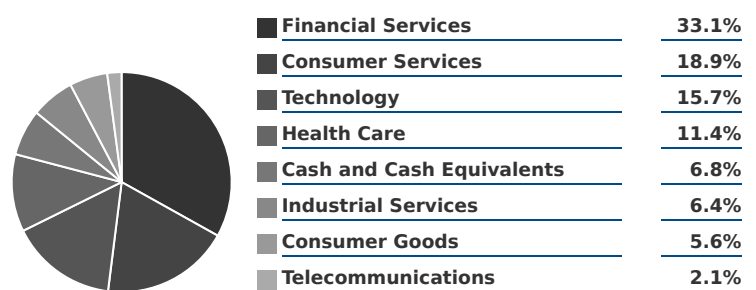 Financial Services 33.1%
Consumer Services 18.9%
Technology 15.7%
Health Care 11.4%
Cash and Cash Equivalents 6.8%
Industrial Services 6.4%
Consumer Goods 5.6%
Telecommunications 2.1%